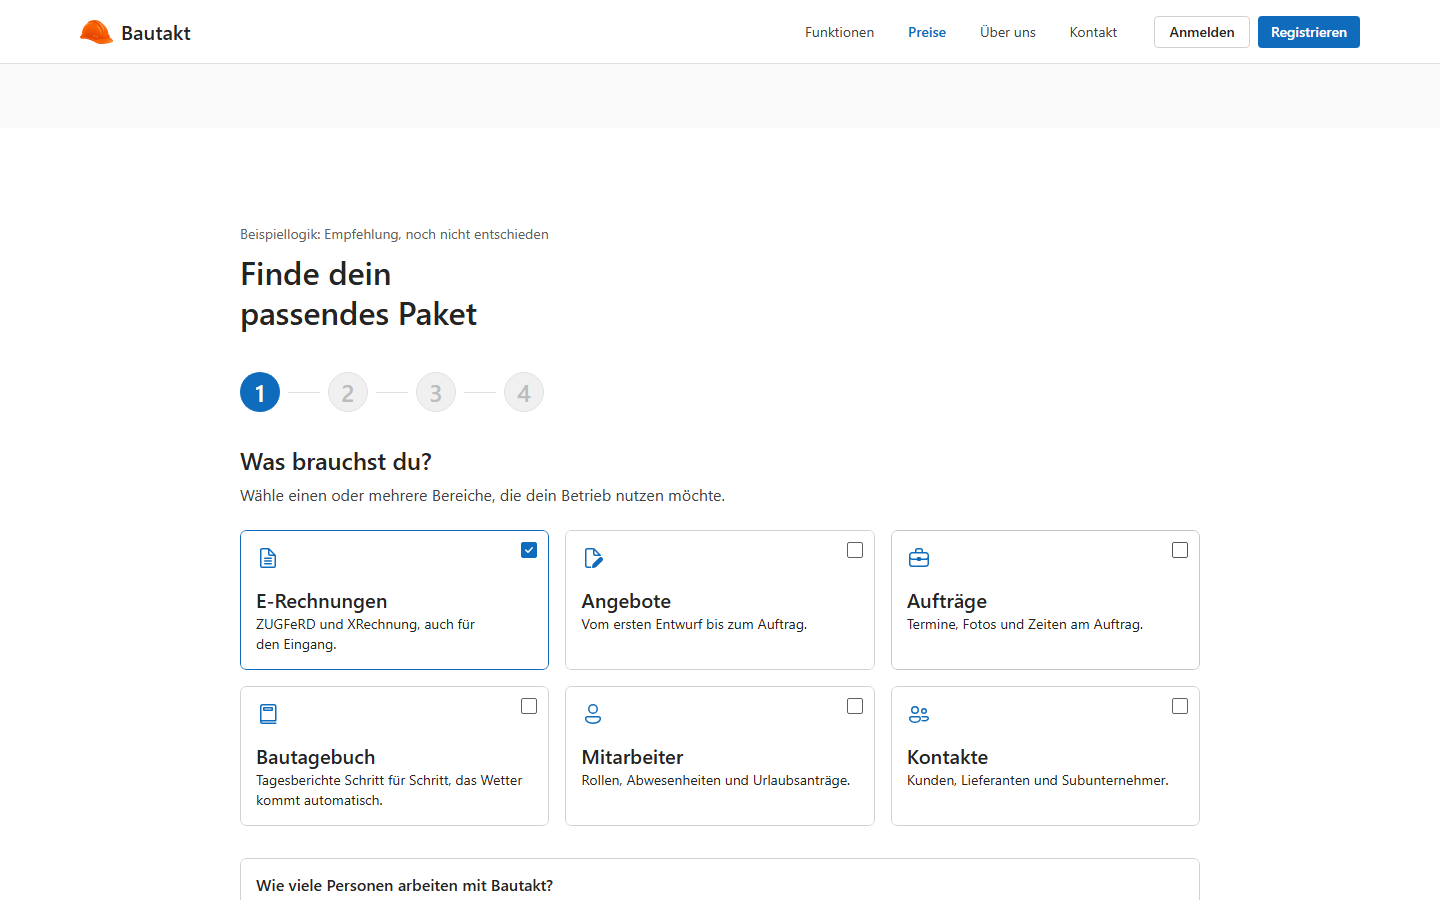 Bautakt
Funktionen
Preise
Über uns
Kontakt
Anmelden
Registrieren
Beispiellogik: Empfehlung, noch nicht entschieden
Finde dein
passendes Paket
1
2
3
4
Was brauchst du?
Wähle einen oder mehrere Bereiche, die dein Betrieb nutzen möchte.
E-Rechnungen
ZUGFeRD und XRechnung, auch für
den Eingang.
Angebote
Vom ersten Entwurf bis zum Auftrag.
Aufträge
Termine, Fotos und Zeiten am Auftrag.
Bautagebuch
Tagesberichte Schritt für Schritt, das Wetter
kommt automatisch.
Mitarbeiter
Rollen, Abwesenheiten und Urlaubsanträge.
Kontakte
Kunden, Lieferanten und Subunternehmer.
Wie viele Personen arbeiten mit Bautakt?